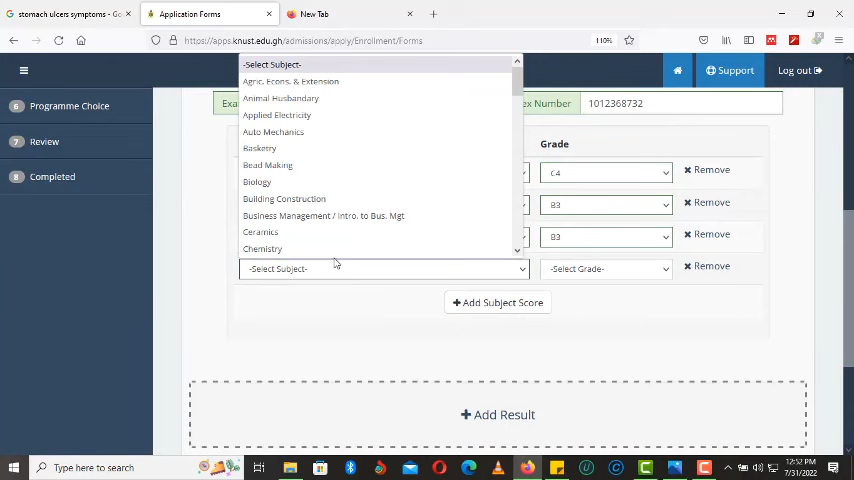 stomach ulcers symptoms - Go
Application Forms
New Tab
https://apps.knust.edu.gh/admissions/apply/Enrollment/Forms
110%
Support
Log out
6 Programme Choice
7 Review
8 Completed
-Select Subject-
Agric. Econs. & Extension
Animal Husbandary
Applied Electricity
Auto Mechanics
Basketry
Bead Making
Biology
Building Construction
Business Management / Intro. to Bus. Mgt
Ceramics
Chemistry
Exa
ex Number
1012368732
Grade
C4
Remove
B3
Remove
B3
Remove
-Select Subject-
-Select Grade-
Remove
Add Subject Score
Add Result
Type here to search
12:52 PM
7/31/2022